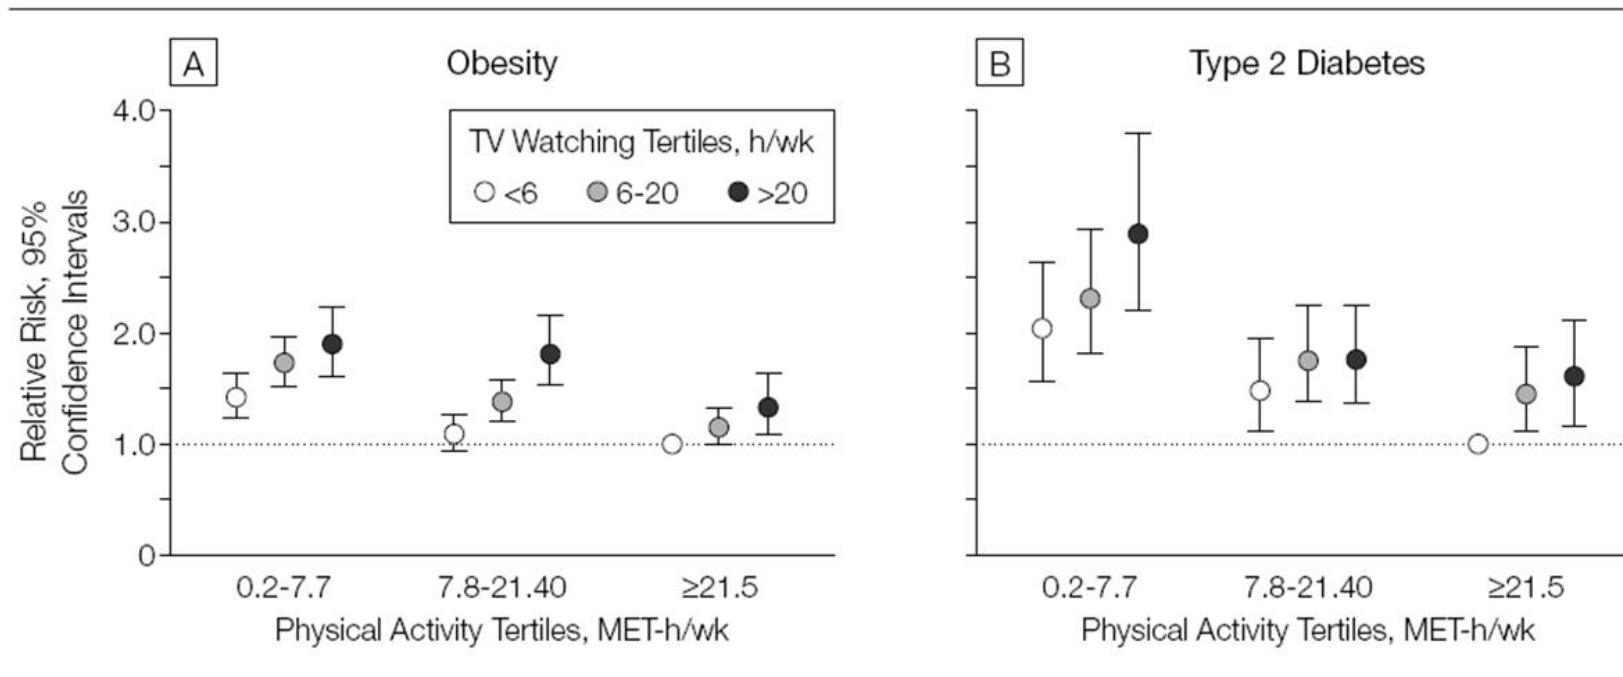 A
Obesity
4.0
3.0
2.0
1.0
0
Relative Risk, 95%
Confidence Intervals
TV Watching Tertiles, h/wk
<6 6-20 >20
0.2-7.7 7.8-21.40 ≥21.5
Physical Activity Tertiles, MET-h/wk
B
Type 2 Diabetes
0.2-7.7 7.8-21.40 ≥21.5
Physical Activity Tertiles, MET-h/wk